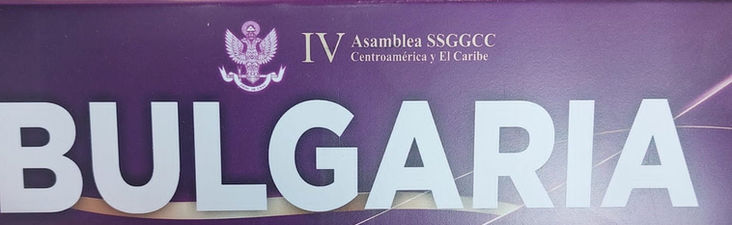 IV Asamblea SSGGCC
Centroamérica y El Caribe
BULGARIA